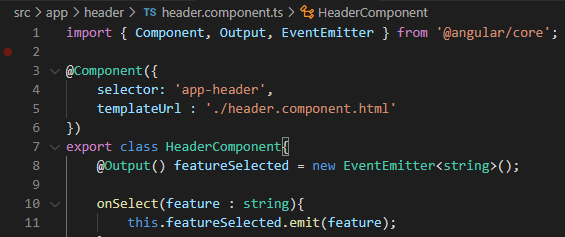 src > app > header > TS header.component.ts > HeaderComponent
1 import { Component, Output, EventEmitter } from '@angular/core';
2
3 @Component({
4 selector: 'app-header',
5 templateUrl : './header.component.html'
6 })
7 export class HeaderComponent{
8 @Output() featureSelected = new EventEmitter<string>();
9
10 onSelect(feature : string){
11 this.featureSelected.emit(feature);